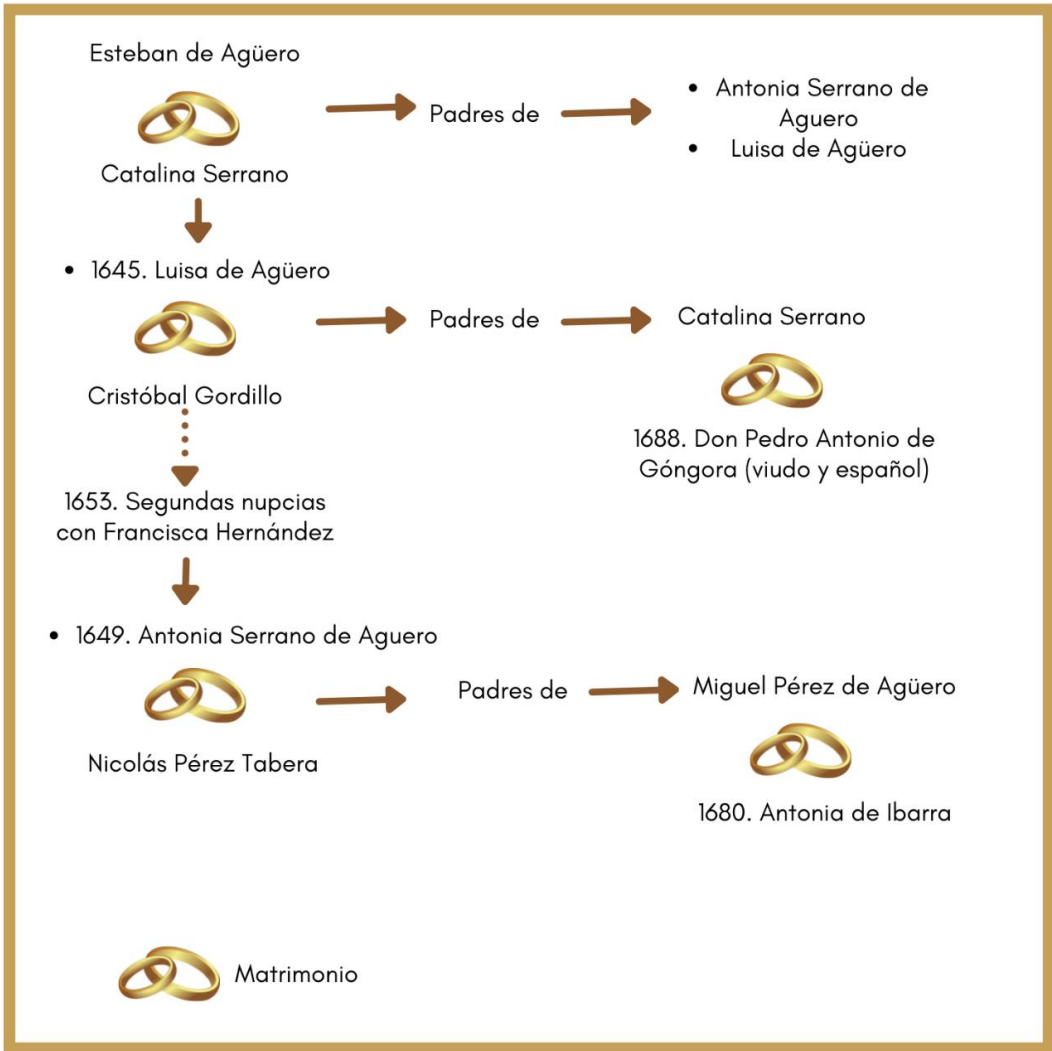 Esteban de Agüero
Catalina Serrano
Padres de
• Antonia Serrano de
Aguero
• Luisa de Agüero
• 1645. Luisa de Agüero
Cristóbal Gordillo
Padres de
Catalina Serrano
1688. Don Pedro Antonio de
Góngora (viudo y español)
1653. Segundas nupcias
con Francisca Hernández
• 1649. Antonia Serrano de Aguero
Nicolás Pérez Tabera
Padres de
Miguel Pérez de Agüero
1680. Antonia de Ibarra
Matrimonio